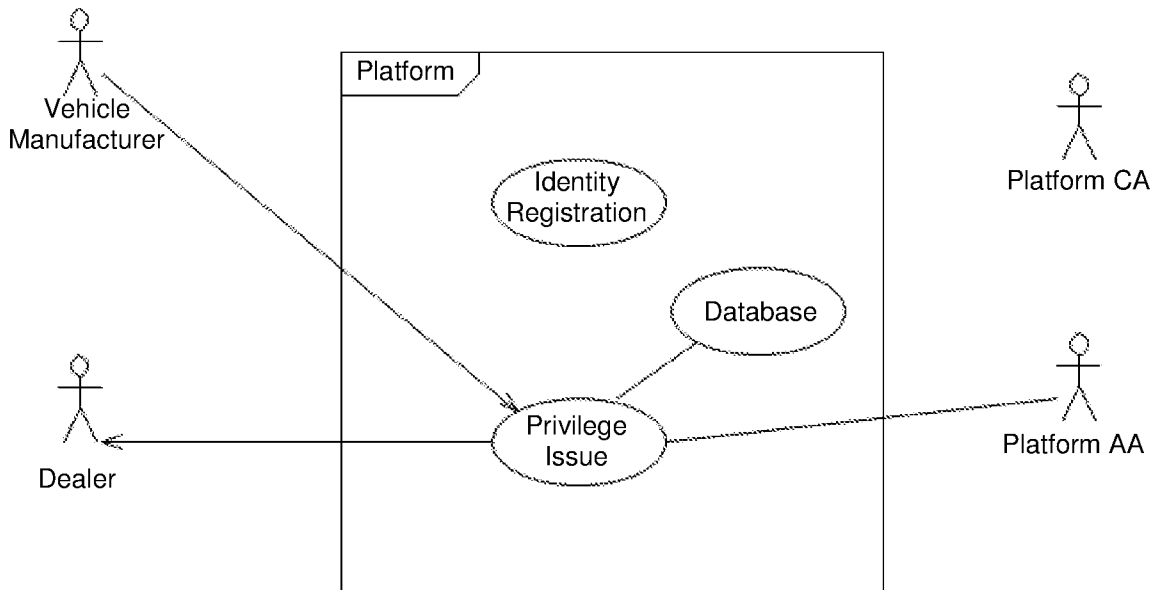 Vehicle
Manufacturer
Platform
Platform CA
Identity
Registration
Database
Privilege
Issue
Dealer
Platform AA